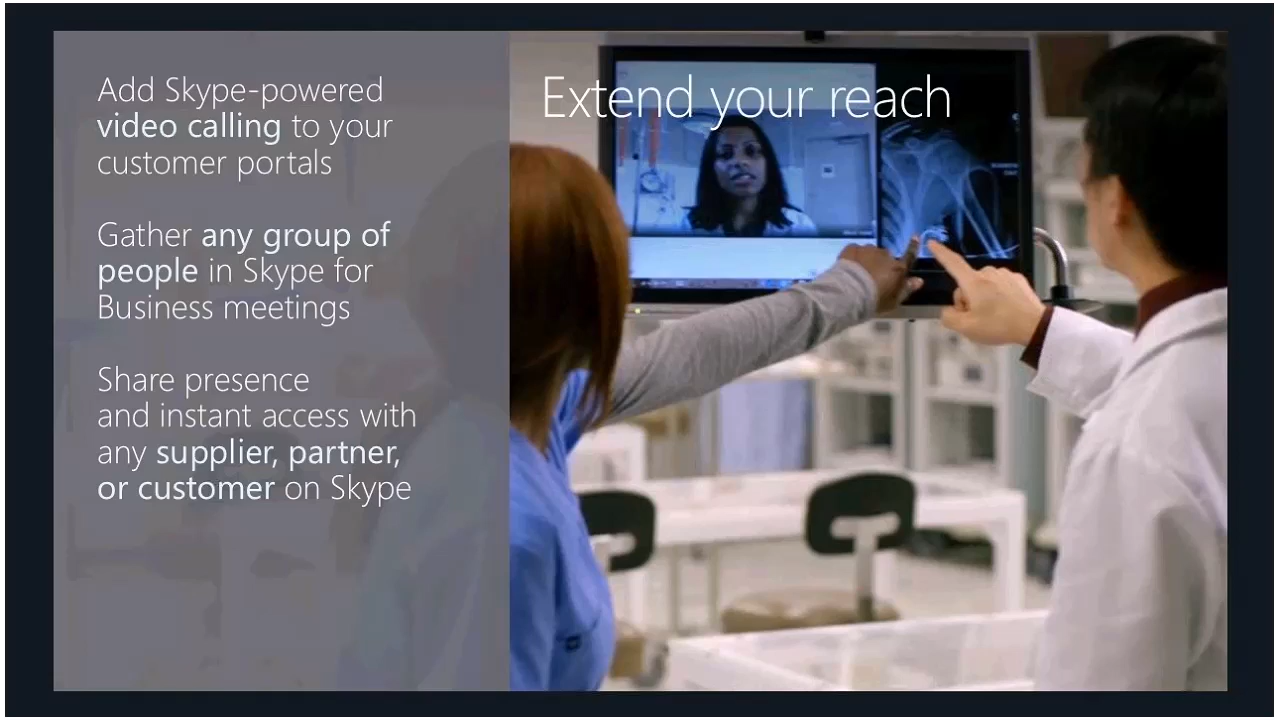 Add Skype-powered
video calling to your
customer portals
Gather any group of
people in Skype for
Business meetings
Share presence
and instant access with
any supplier, partner,
or customer on Skype
Extend your reach